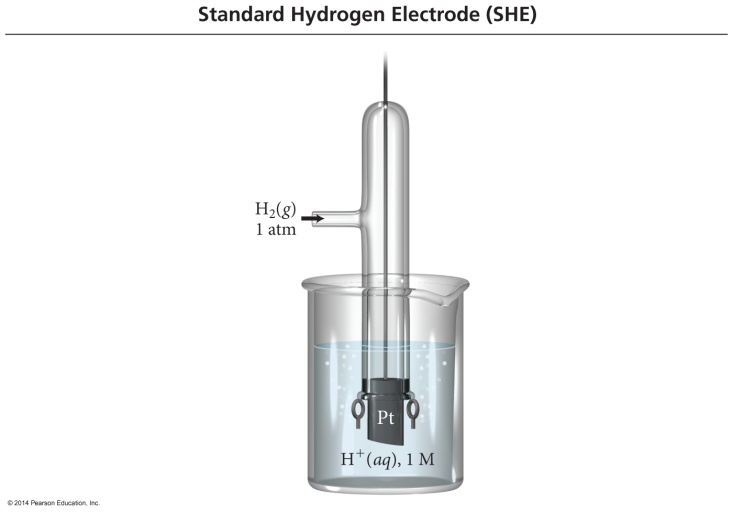 Standard Hydrogen Electrode (SHE)
H₂(g)
1 atm
Pt
H⁺(aq), 1 M
© 2014 Pearson Education, Inc.